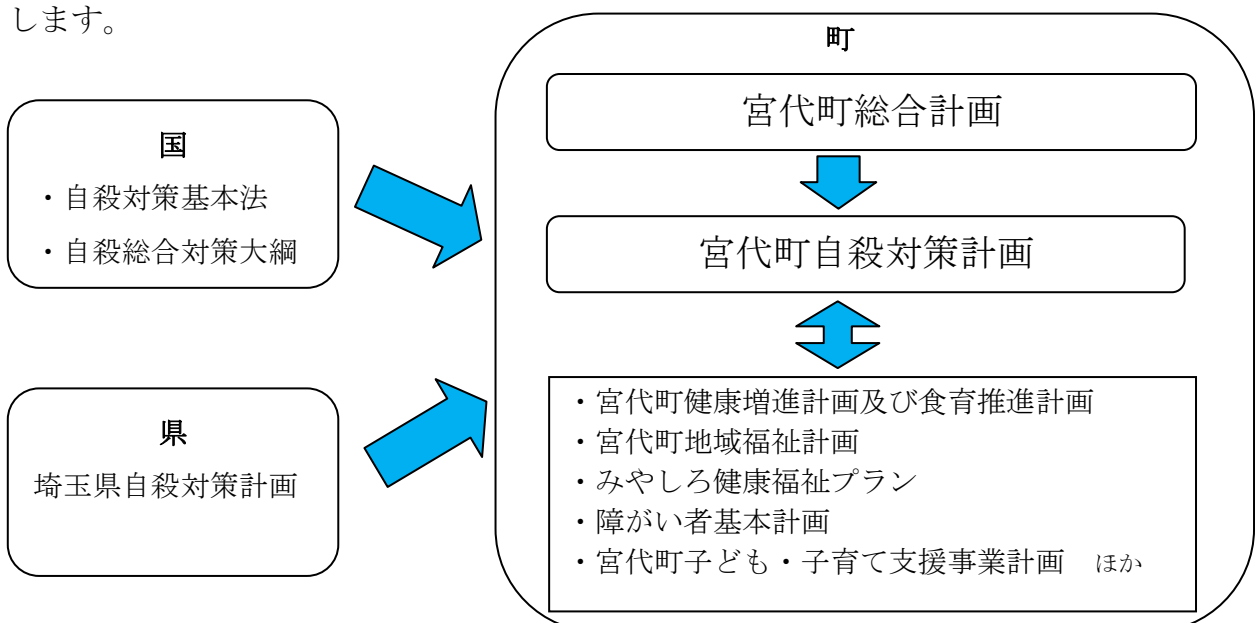 します。
国
・自殺対策基本法
・自殺総合対策大綱
県
埼玉県自殺対策計画
町
宮代町総合計画
宮代町自殺対策計画
・宮代町健康増進計画及び食育推進計画
・宮代町地域福祉計画
・みやしろ健康福祉プラン
・障がい者基本計画
・宮代町子ども・子育て支援事業計画　ほか